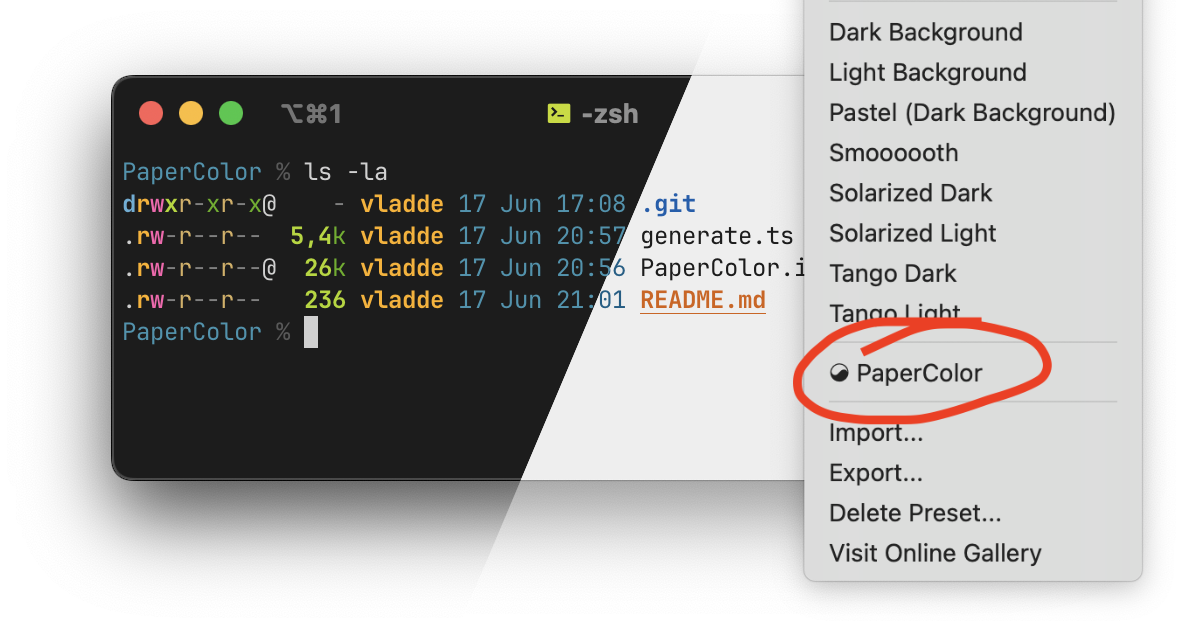 ⌥⌘1
-zsh
PaperColor % ls -la
drwxr-xr-x@ - vladde 17 Jun 17:08 .git
.rw-r--r-- 5,4k vladde 17 Jun 20:57 generate.ts
.rw-r--r--@ 26k vladde 17 Jun 20:56 PaperColor.i
.rw-r--r-- 236 vladde 17 Jun 21:01 README.md
PaperColor %
Dark Background
Light Background
Pastel (Dark Background)
Smoooooth
Solarized Dark
Solarized Light
Tango Dark
Tango Light
PaperColor
Import...
Export...
Delete Preset...
Visit Online Gallery